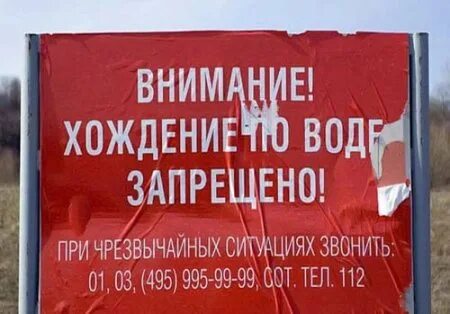 ВНИМАНИЕ!
ХОЖДЕНИЕ ПО ВОДЕ
ЗАПРЕЩЕНО!
ПРИ ЧРЕЗВЫЧАЙНЫХ СИТУАЦИЯХ ЗВОНИТЬ:
01, 03, (495) 995-99-99, СОТ. ТЕЛ. 112